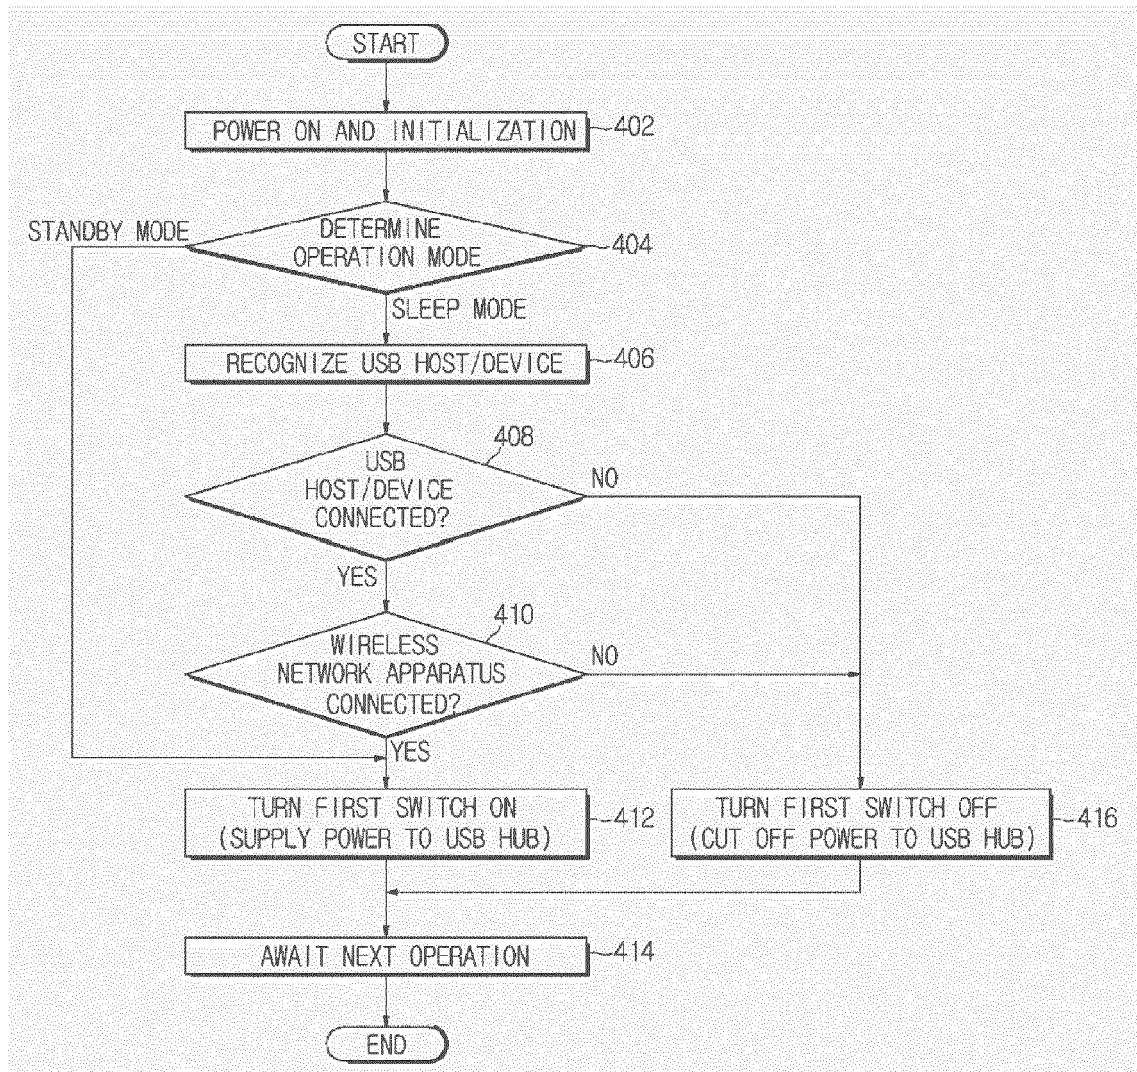 START
POWER ON AND INITIALIZATION
402
STANDBY MODE
DETERMINE
OPERATION MODE
404
SLEEP MODE
RECOGNIZE USB HOST/DEVICE
406
408
USB
HOST/DEVICE
CONNECTED?
NO
YES
410
WIRELESS
NETWORK APPARATUS
CONNECTED?
NO
YES
TURN FIRST SWITCH ON
(SUPPLY POWER TO USB HUB)
412
TURN FIRST SWITCH OFF
(CUT OFF POWER TO USB HUB)
416
AWAIT NEXT OPERATION
414
END